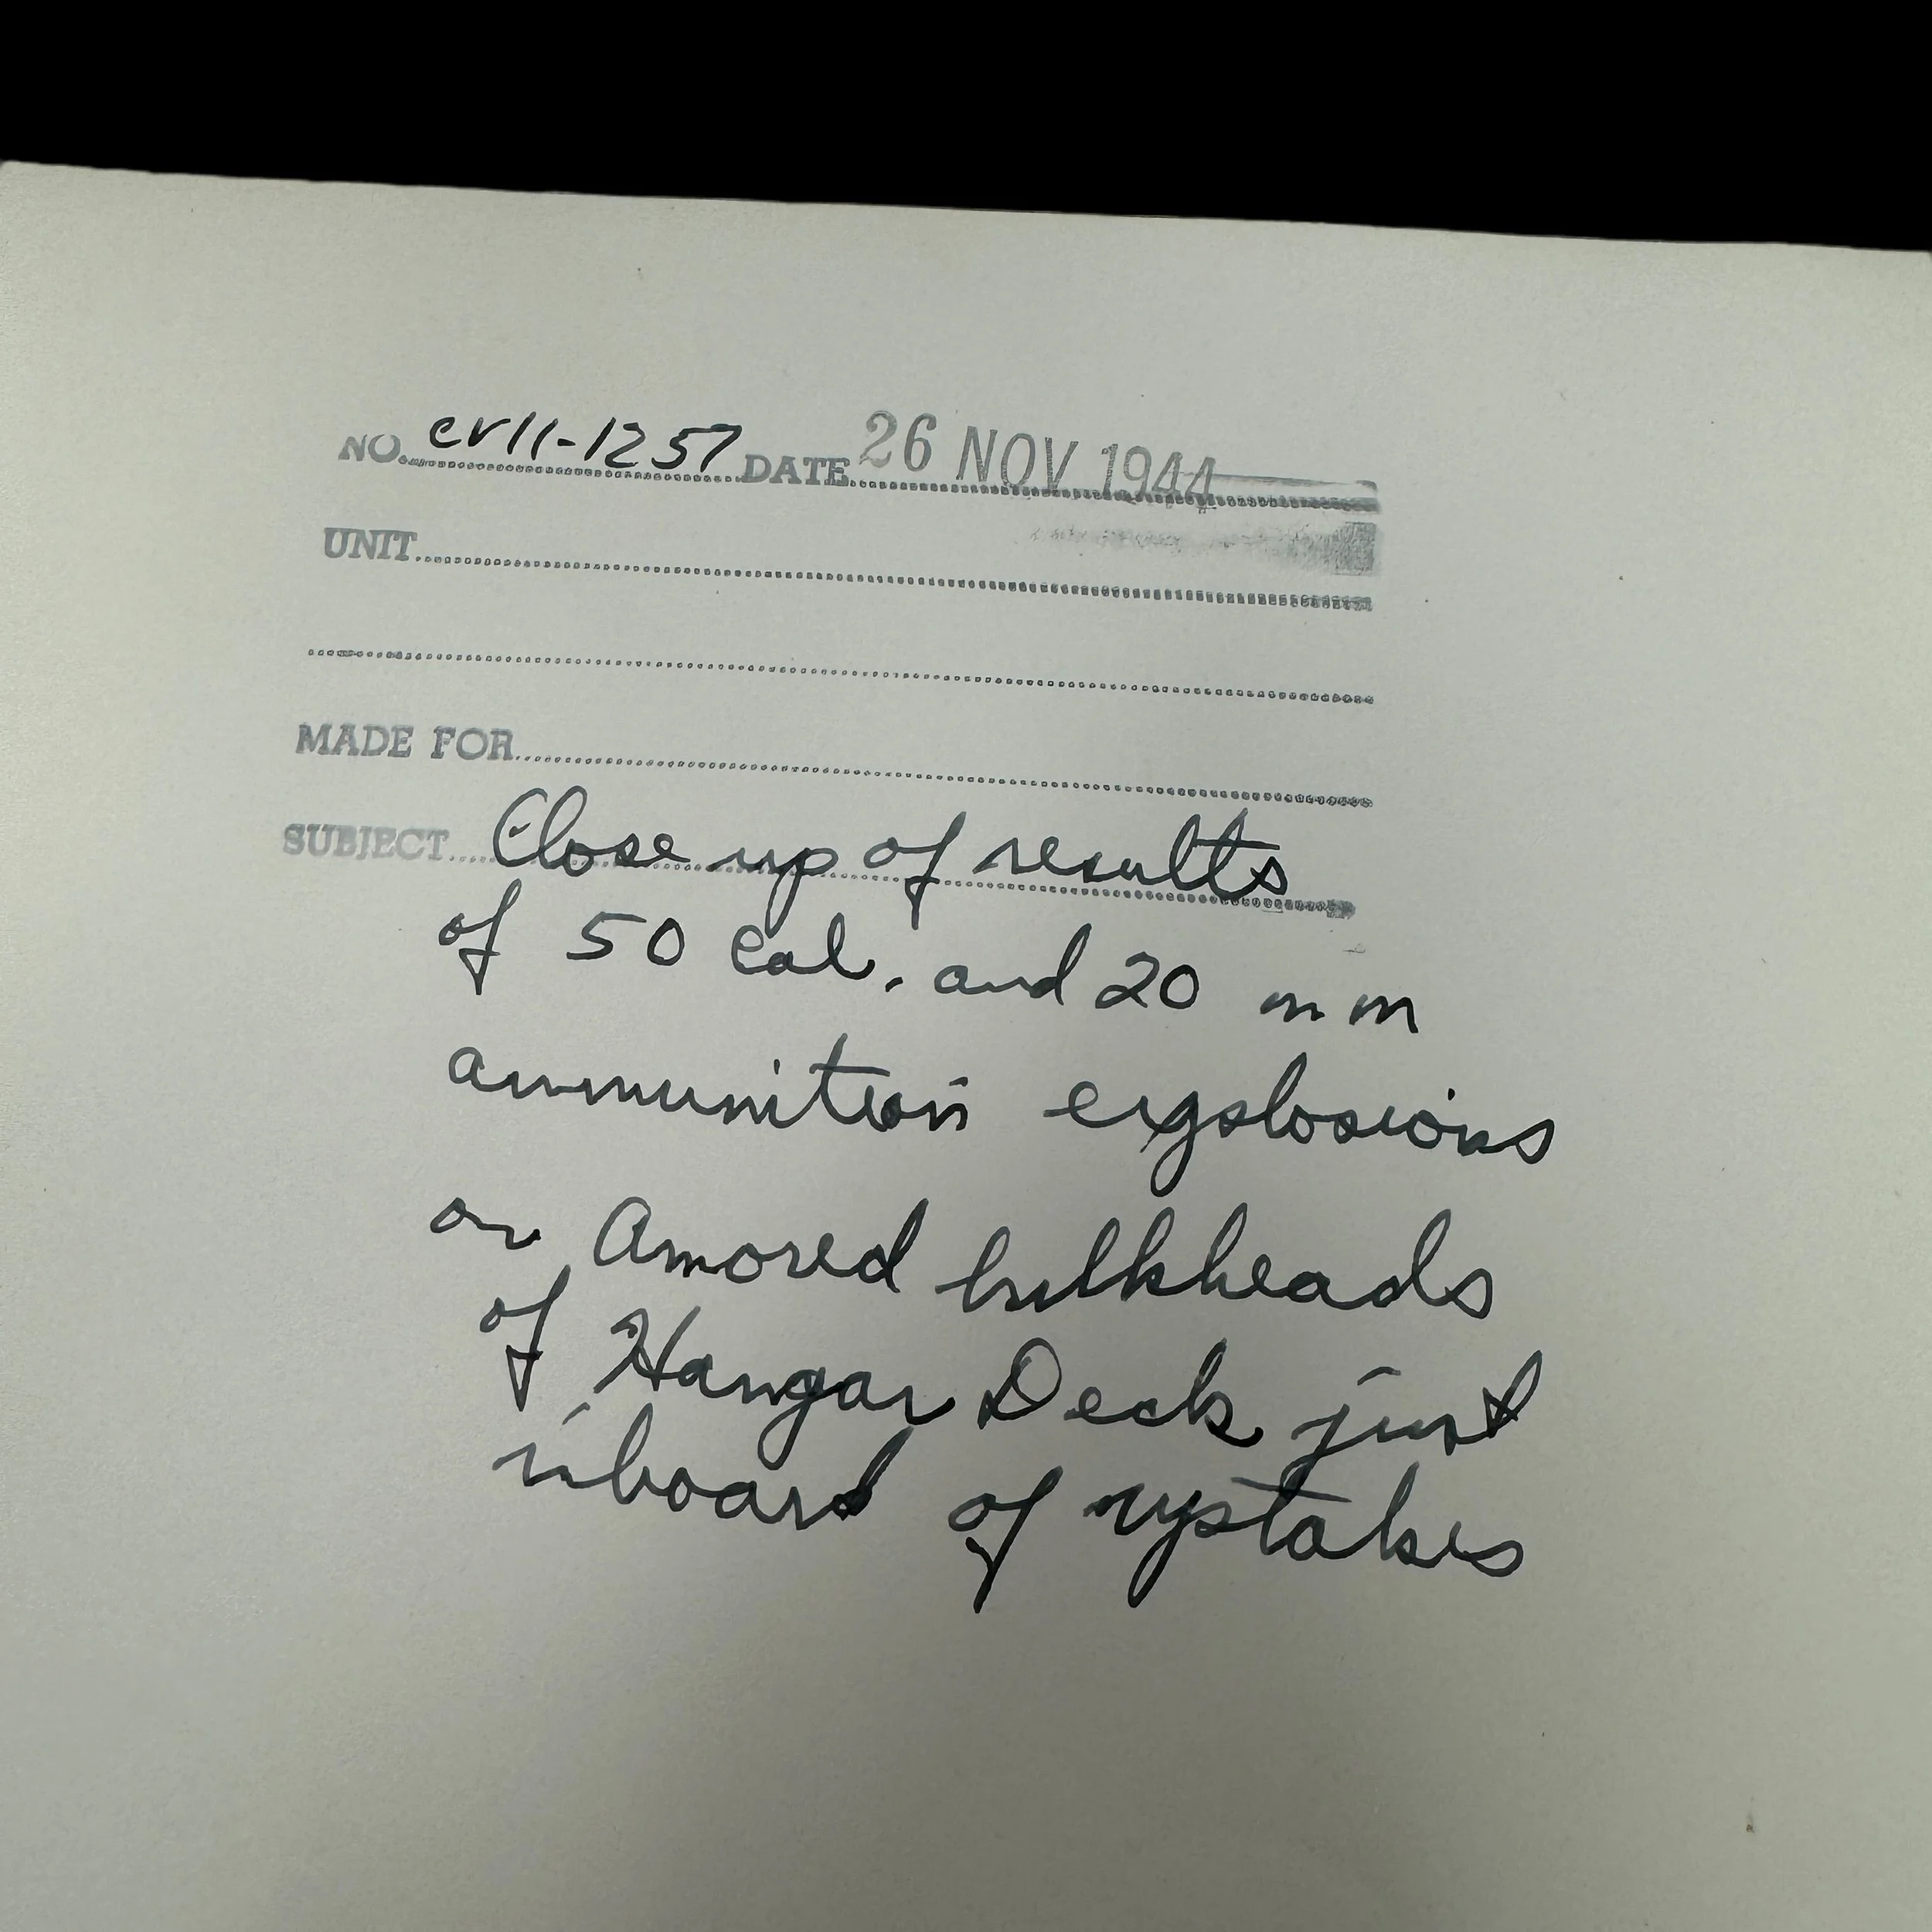 NO. CV11-1257 DATE 26 NOV 1944
UNIT
MADE FOR
SUBJECT Close up of results
of 50 Cal. and 20 mm
ammunition explosions
on Amored bulkheads
of Hangar Deck just
inboard of uptakes